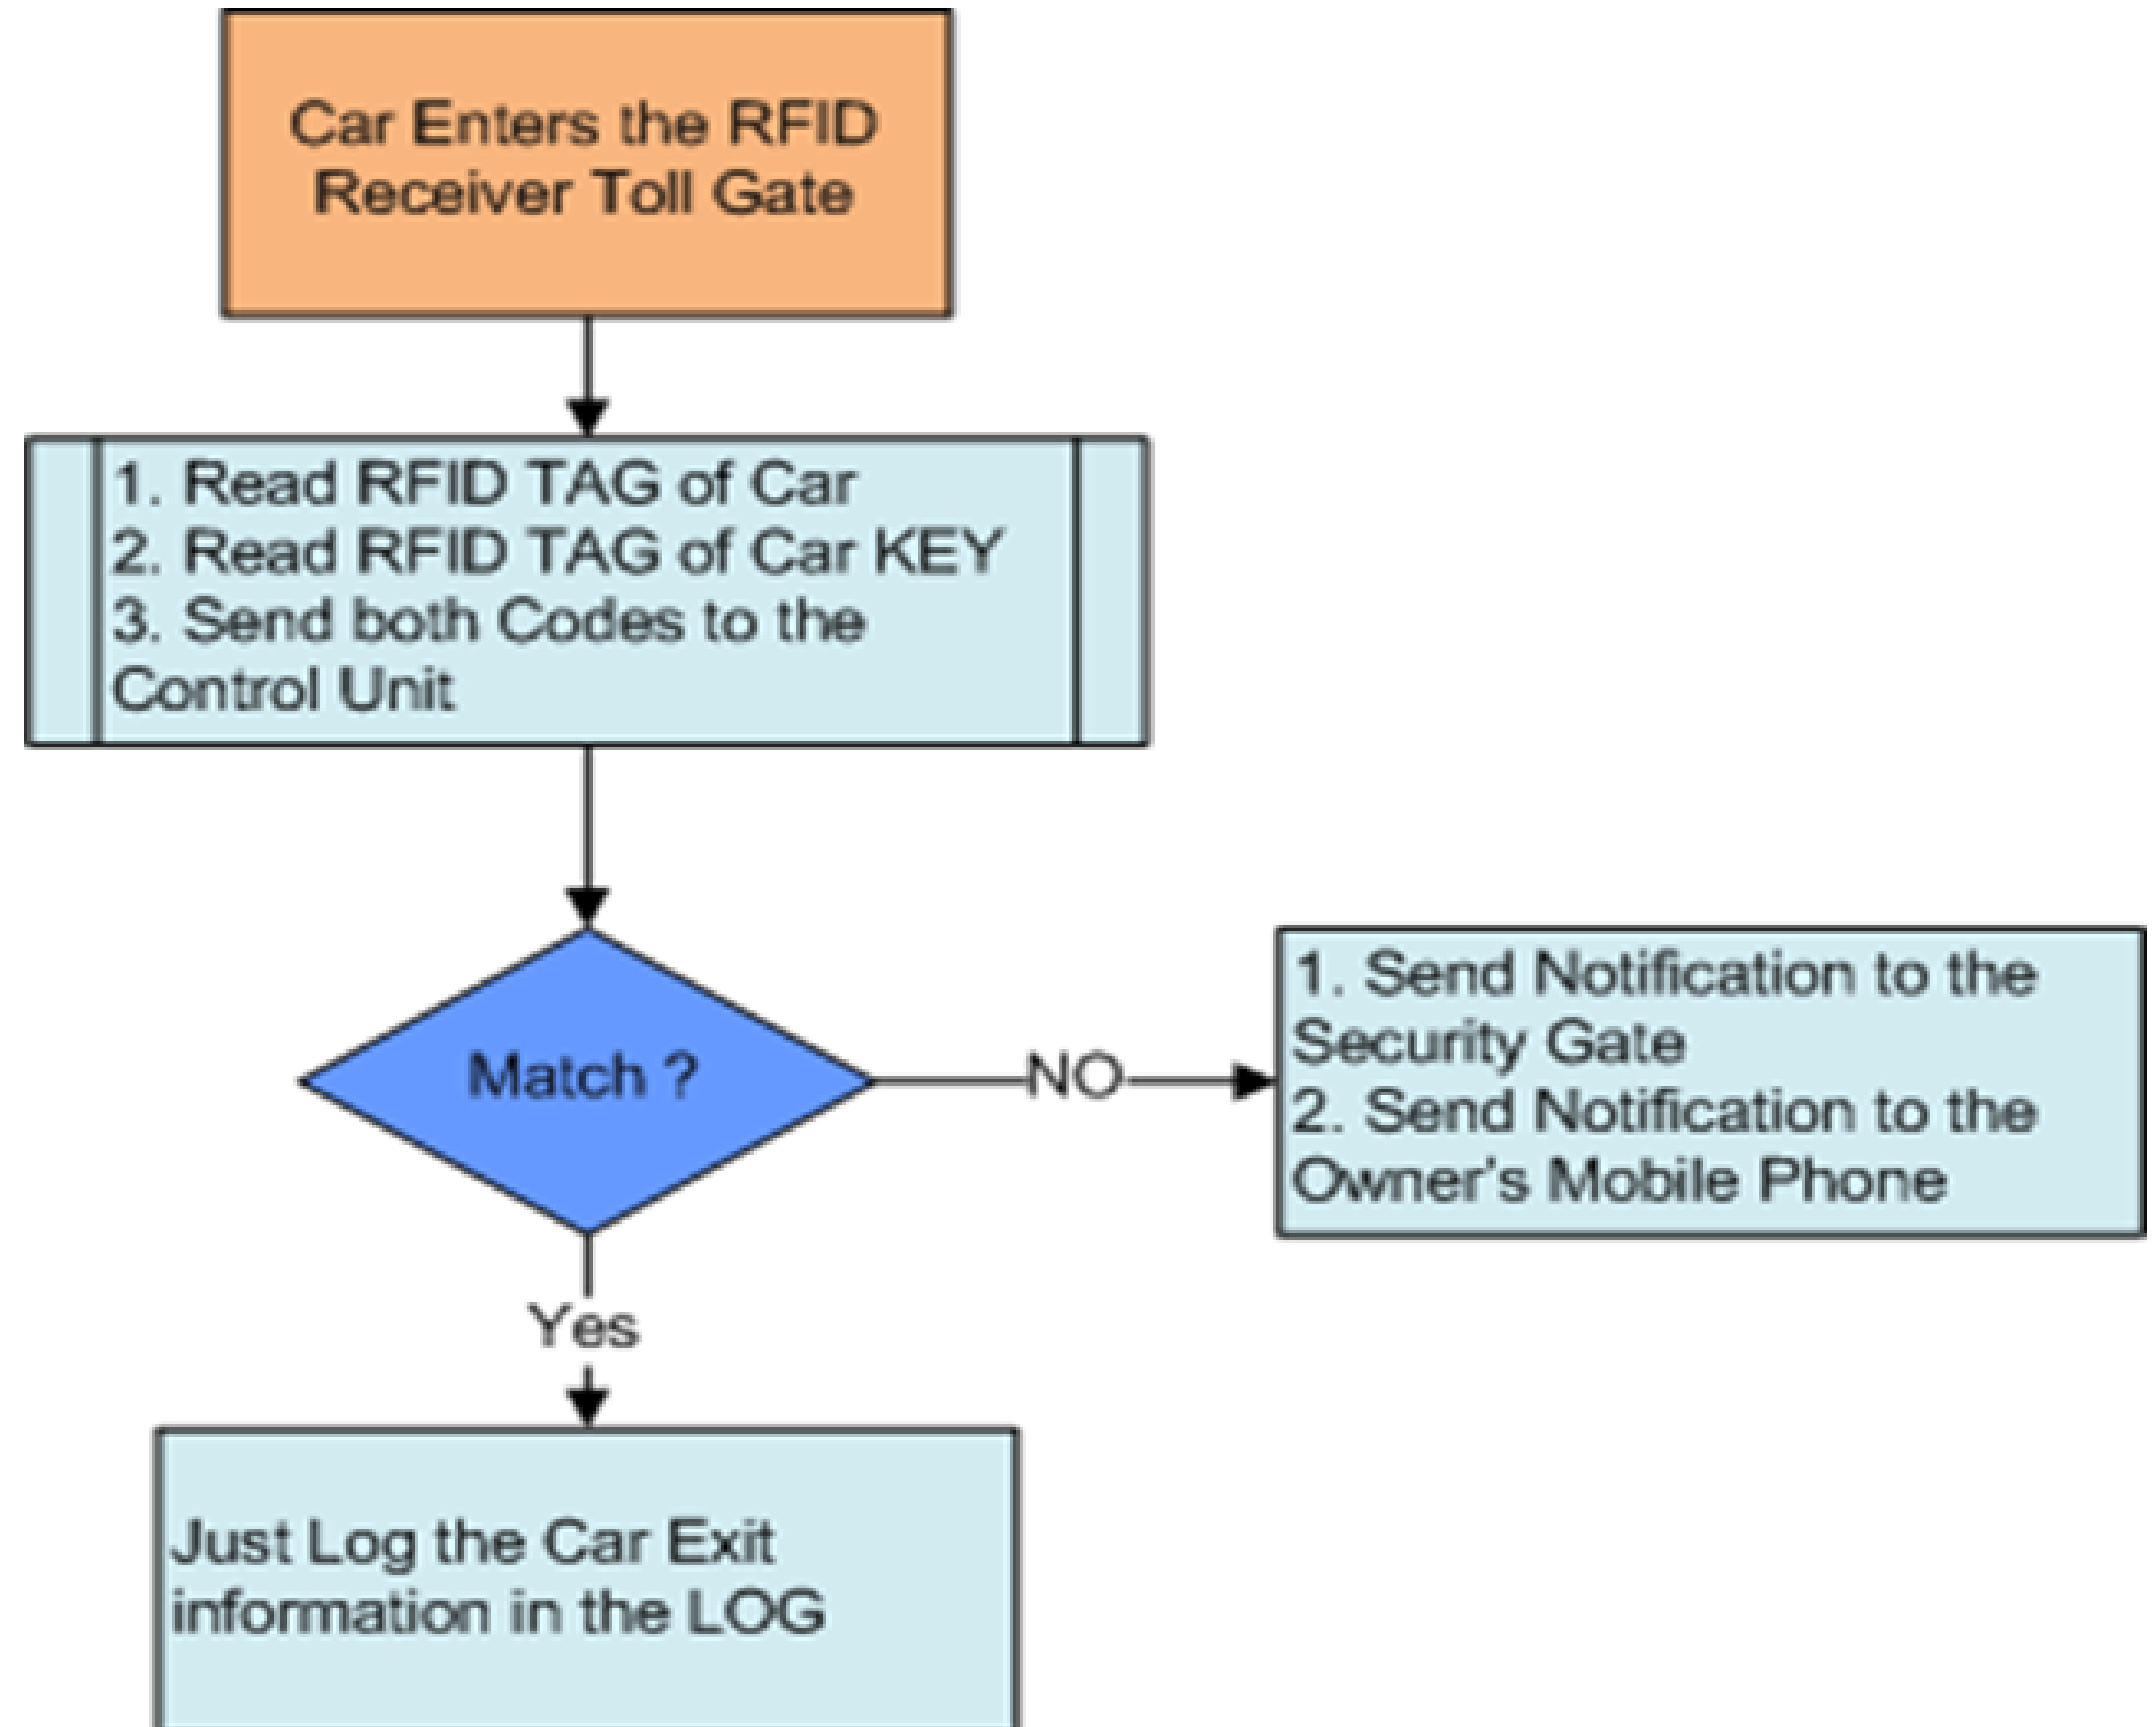 Car Enters the RFID
Receiver Toll Gate
1. Read RFID TAG of Car
2. Read RFID TAG of Car KEY
3. Send both Codes to the
Control Unit
Match ?
NO
1. Send Notification to the
Security Gate
2. Send Notification to the
Owner's Mobile Phone
Yes
Just Log the Car Exit
information in the LOG